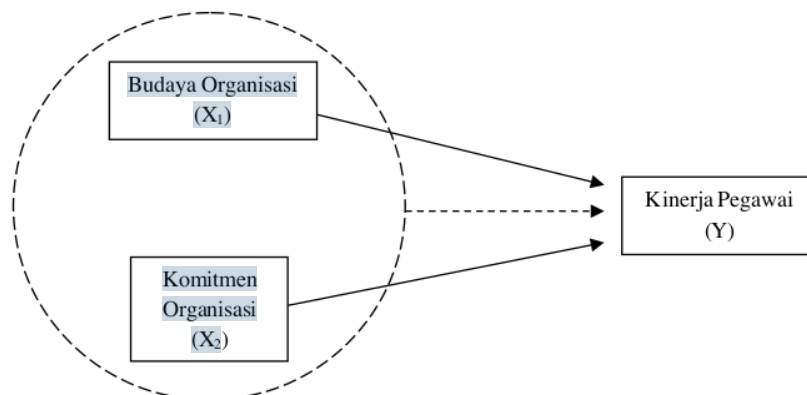 Budaya Organisasi
(X₁)
Kinerja Pegawai
(Y)
Komitmen
Organisasi
(X₂)